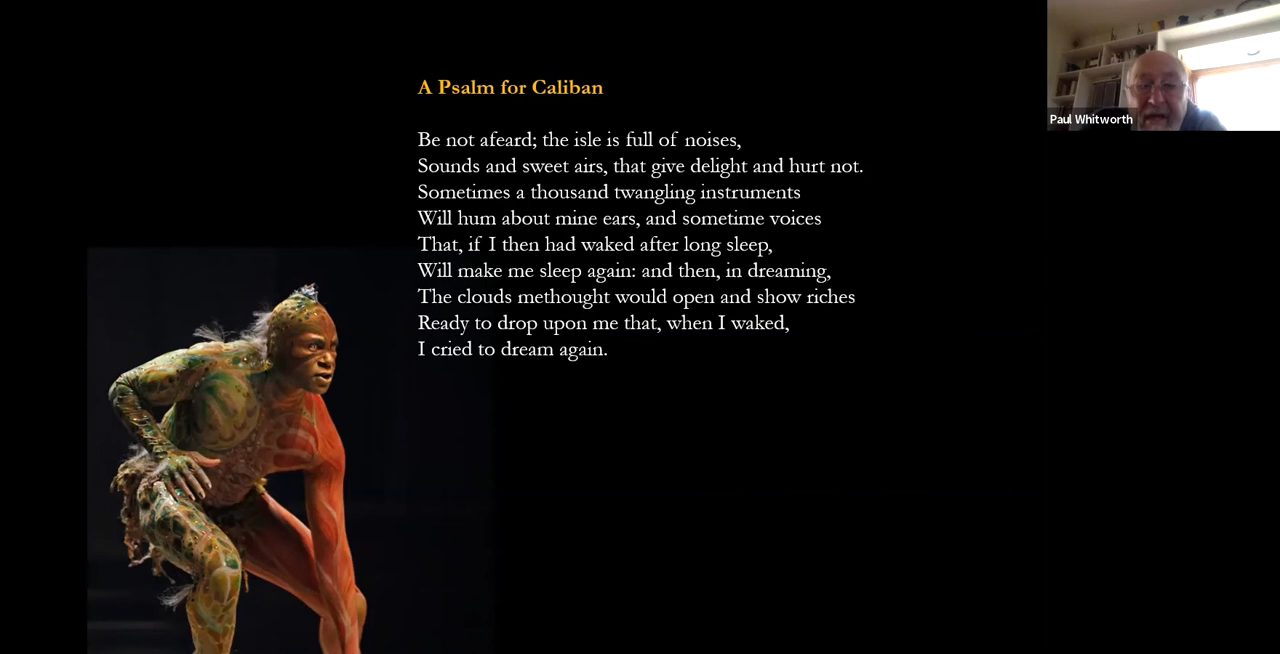 A Psalm for Caliban
Be not afeard; the isle is full of noises,
Sounds and sweet airs, that give delight and hurt not.
Sometimes a thousand twangling instruments
Will hum about mine ears, and sometime voices
That, if I then had waked after long sleep,
Will make me sleep again: and then, in dreaming,
The clouds methought would open and show riches
Ready to drop upon me that, when I waked,
I cried to dream again.
Paul Whitworth